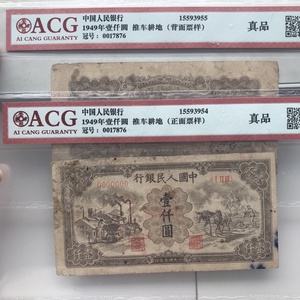 ACG
AI CANG GUARANTY
中国人民银行
15593955
1949年壹仟圆 推车耕地（背面票样）
冠号：0017876
真品
ACG
AI CANG GUARANTY
中国人民银行
15593954
1949年壹仟圆 推车耕地（正面票样）
冠号：0017876
真品
行銀民人國中
0000000
壹仟圓